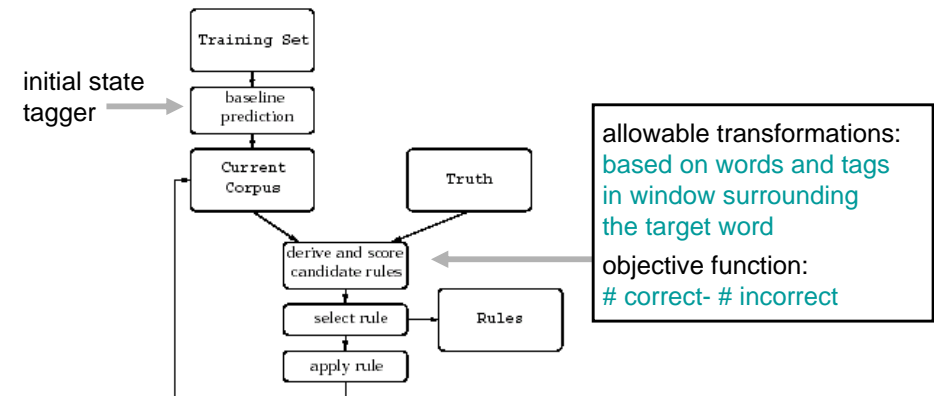 Training Set
initial state
tagger
baseline
prediction
Current
Corpus
Truth
allowable transformations:
based on words and tags
in window surrounding
the target word
objective function:
# correct- # incorrect
derive and score
candidate rules
select rule
Rules
apply rule